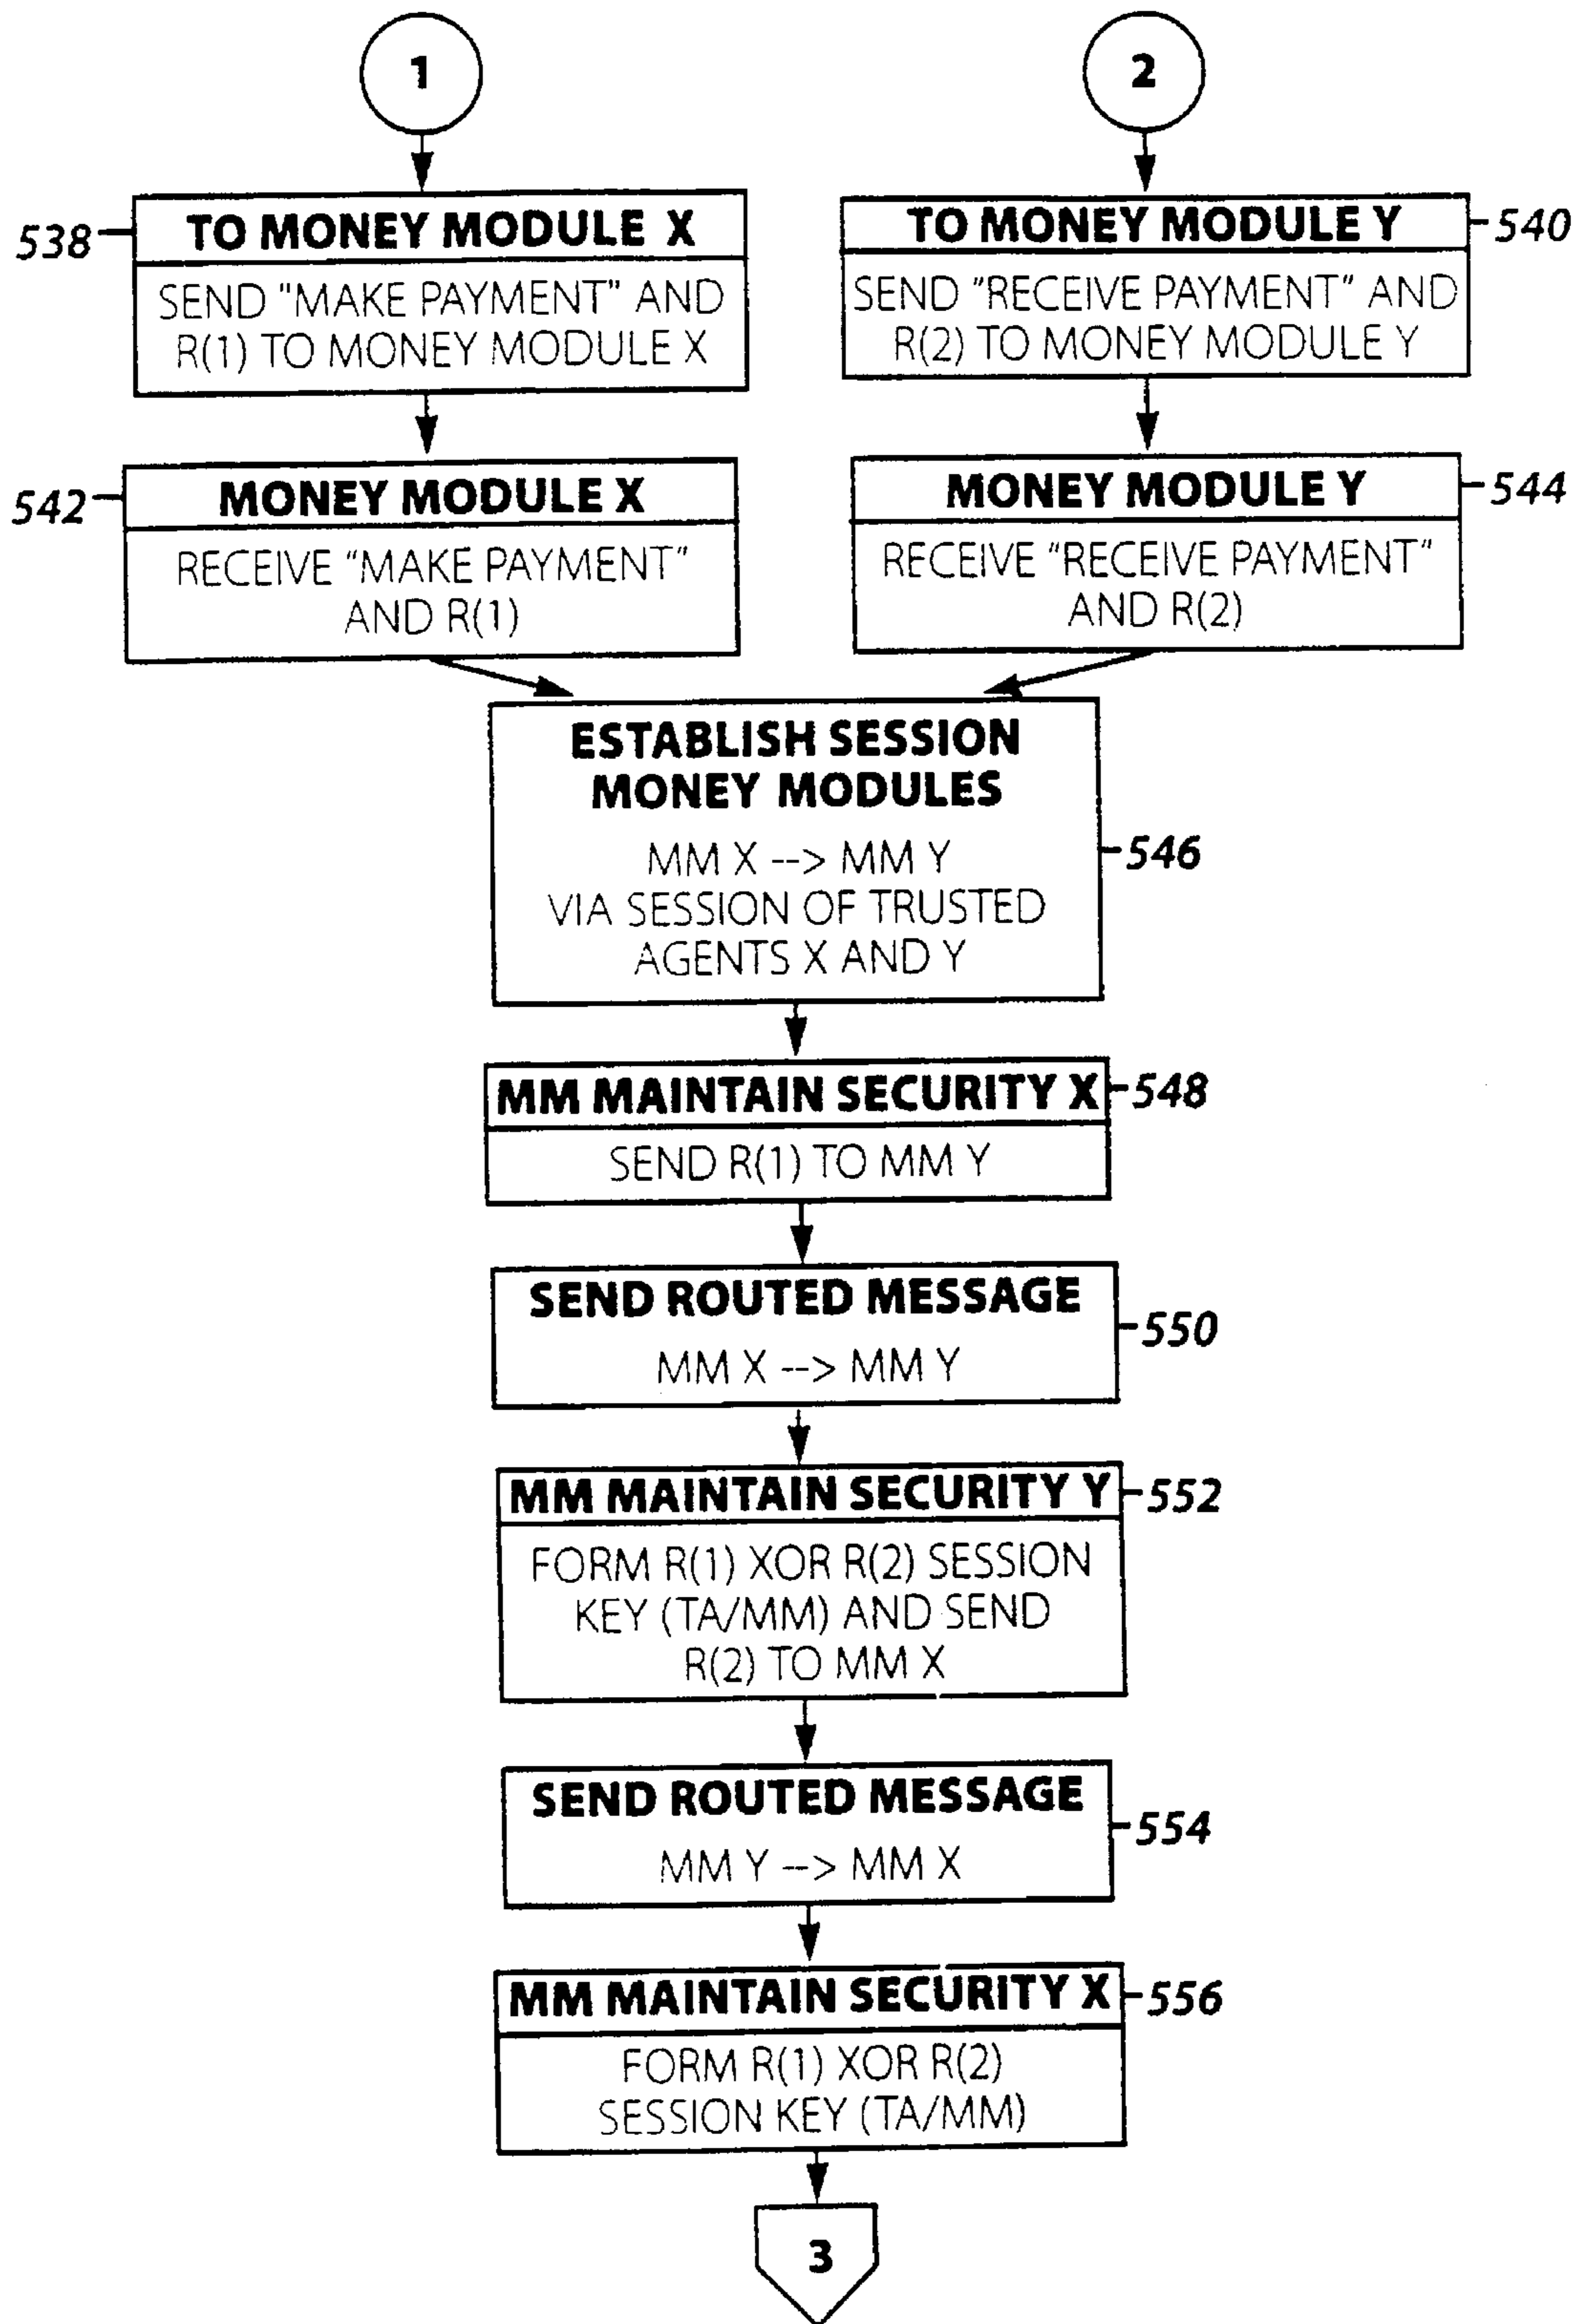 1
2
538
TO MONEY MODULE X
SEND "MAKE PAYMENT" AND
R(1) TO MONEY MODULE X
TO MONEY MODULE Y
540
SEND "RECEIVE PAYMENT" AND
R(2) TO MONEY MODULE Y
542
MONEY MODULE X
RECEIVE "MAKE PAYMENT"
AND R(1)
MONEY MODULE Y
544
RECEIVE "RECEIVE PAYMENT"
AND R(2)
ESTABLISH SESSION
MONEY MODULES
MM X --> MM Y
VIA SESSION OF TRUSTED
AGENTS X AND Y
546
MM MAINTAIN SECURITY X
548
SEND R(1) TO MM Y
SEND ROUTED MESSAGE
MM X --> MM Y
550
MM MAINTAIN SECURITY Y
552
FORM R(1) XOR R(2) SESSION
KEY (TA/MM) AND SEND
R(2) TO MM X
SEND ROUTED MESSAGE
MM Y --> MM X
554
MM MAINTAIN SECURITY X
556
FORM R(1) XOR R(2)
SESSION KEY (TA/MM)
3